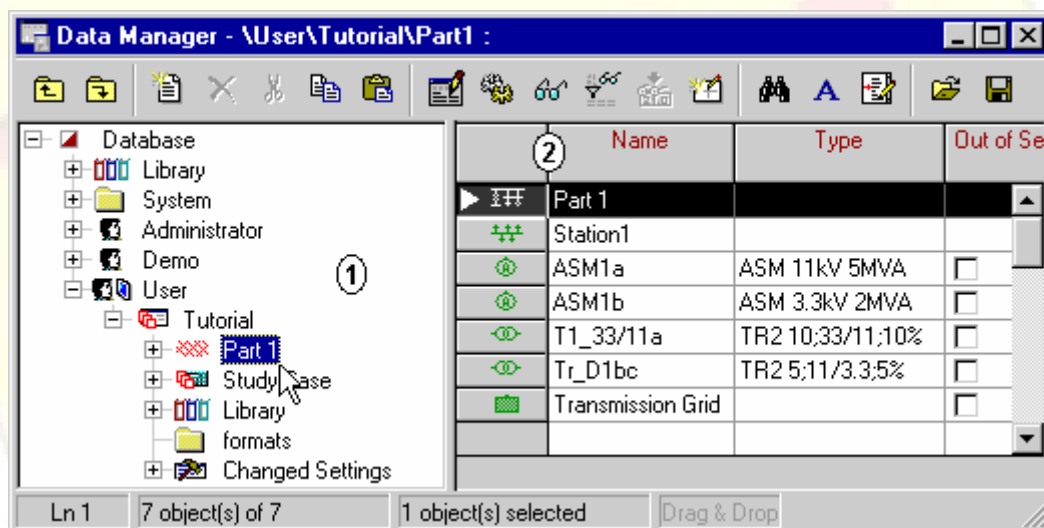 Data Manager - \User\Tutorial\Part1 :
A
Database
Library
System
Administrator
Demo
User
Tutorial
Part 1
Study Case
Library
formats
Changed Settings
1
2
Name Type Out of Se
Part 1
Station1
ASM1a ASM 11kV 5MVA
ASM1b ASM 3.3kV 2MVA
T1_33/11a TR2 10;33/11;10%
Tr_D1bc TR2 5;11/3.3;5%
Transmission Grid
Ln 1 7 object(s) of 7 1 object(s) selected Drag & Drop